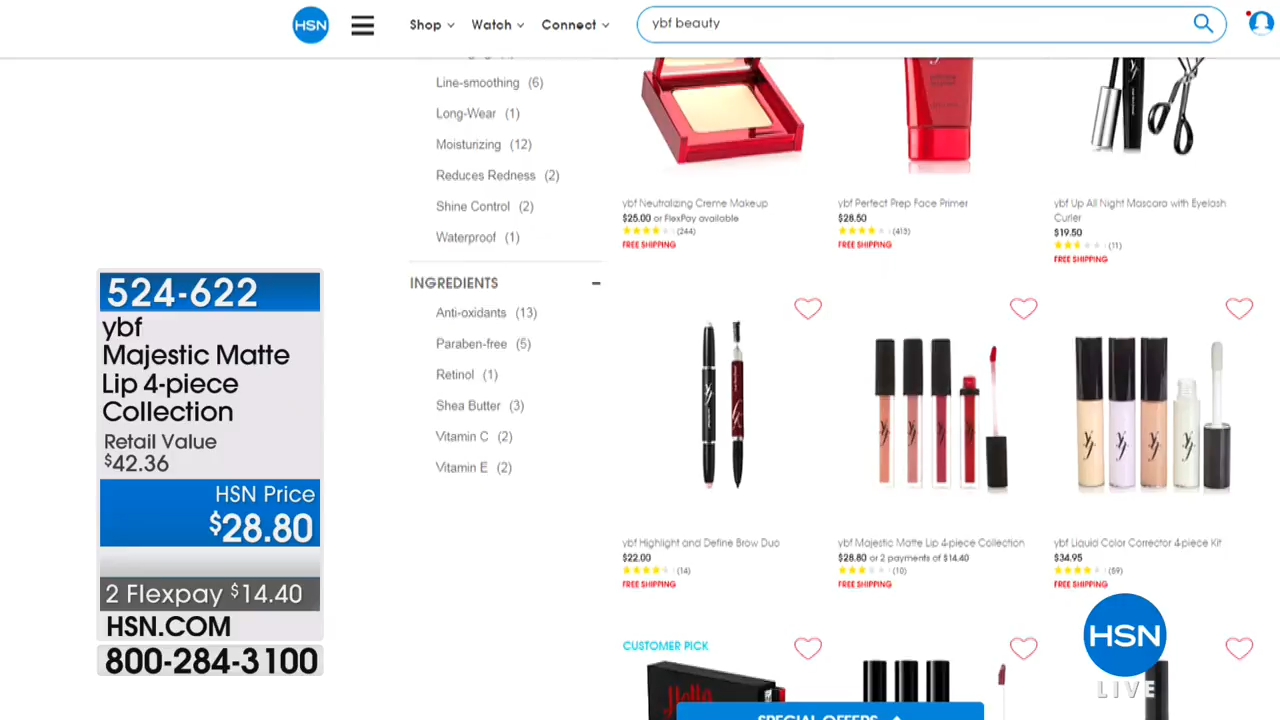 HSN
Shop
Watch
Connect
ybf beauty
Line-smoothing (6)
Long-Wear (1)
Moisturizing (12)
Reduces Redness (2)
Shine Control (2)
Waterproof (1)
INGREDIENTS
Anti-oxidants (13)
Paraben-free (5)
Retinol (1)
Shea Butter (3)
Vitamin C (2)
Vitamin E (2)
ybf Neutralizing Creme Makeup
$25.00 or FlexPay available
(244)
FREE SHIPPING
ybf Perfect Prep Face Primer
$28.50
(413)
FREE SHIPPING
ybf Up All Night Mascara with Eyelash
Curler
$19.50
(11)
FREE SHIPPING
ybf Highlight and Define Brow Duo
$22.00
(14)
FREE SHIPPING
ybf Majestic Matte Lip 4-piece Collection
$28.80 or 2 payments of $14.40
(10)
FREE SHIPPING
ybf Liquid Color Corrector 4-piece Kit
$34.95
(59)
FREE SHIPPING
CUSTOMER PICK
Hello
SPECIAL OFFERS
524-622
ybf
Majestic Matte
Lip 4-piece
Collection
Retail Value
$42.36
HSN Price
$28.80
2 Flexpay $14.40
HSN.COM
800-284-3100
HSN
LIVE